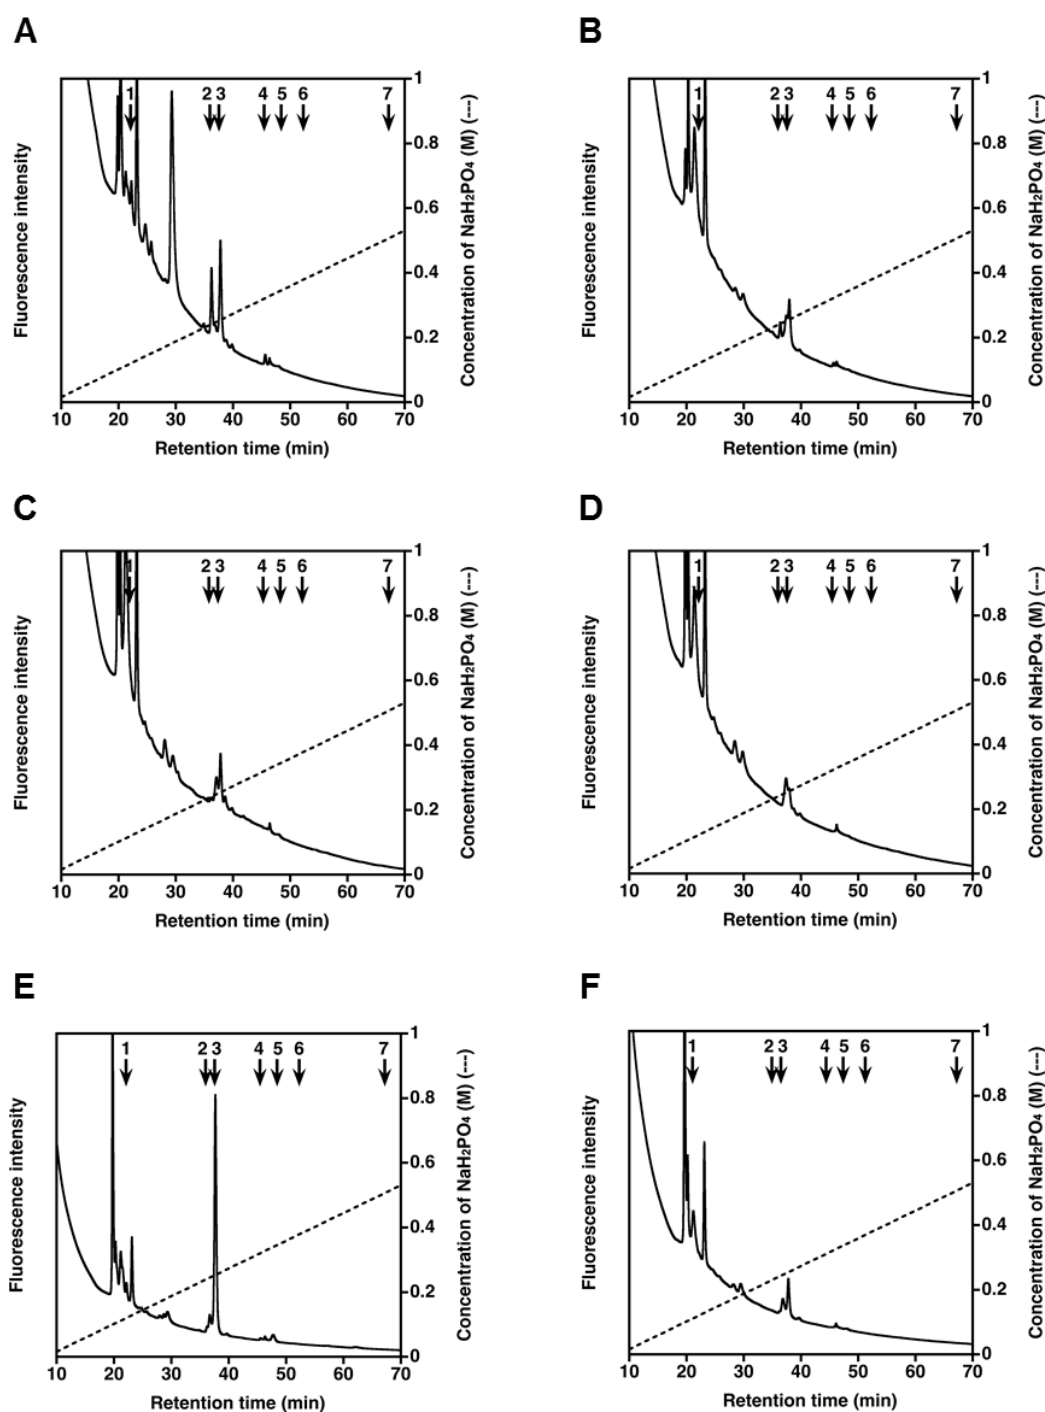 A
1 2 3 4 5 6 7
Fluorescence intensity
Concentration of NaH₂PO₄ (M) (---)
1
0.8
0.6
0.4
0.2
0
10 20 30 40 50 60 70
Retention time (min)
B
1 2 3 4 5 6 7
Fluorescence intensity
Concentration of NaH₂PO₄ (M) (---)
1
0.8
0.6
0.4
0.2
0
10 20 30 40 50 60 70
Retention time (min)
C
1 2 3 4 5 6 7
Fluorescence intensity
Concentration of NaH₂PO₄ (M) (---)
1
0.8
0.6
0.4
0.2
0
10 20 30 40 50 60 70
Retention time (min)
D
1 2 3 4 5 6 7
Fluorescence intensity
Concentration of NaH₂PO₄ (M) (---)
1
0.8
0.6
0.4
0.2
0
10 20 30 40 50 60 70
Retention time (min)
E
1 2 3 4 5 6 7
Fluorescence intensity
Concentration of NaH₂PO₄ (M) (---)
1
0.8
0.6
0.4
0.2
0
10 20 30 40 50 60 70
Retention time (min)
F
1 2 3 4 5 6 7
Fluorescence intensity
Concentration of NaH₂PO₄ (M) (---)
1
0.8
0.6
0.4
0.2
0
10 20 30 40 50 60 70
Retention time (min)